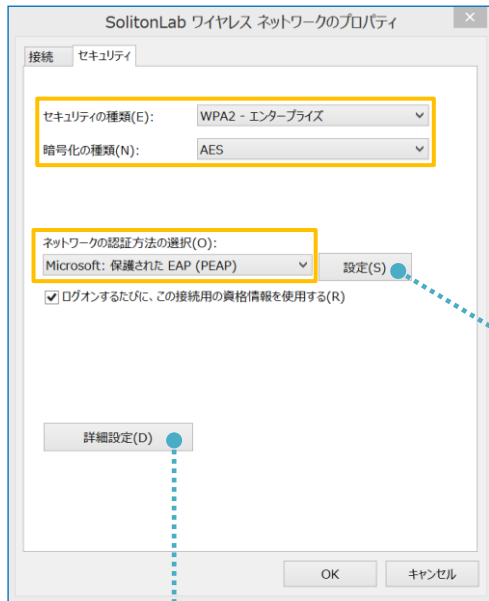 SolitonLab ワイヤレス ネットワークのプロパティ
接続 セキュリティ
セキュリティの種類(E): WPA2 - エンタープライズ
暗号化の種類(N): AES
ネットワークの認証方法の選択(O):
Microsoft: 保護された EAP (PEAP) 設定(S)
ログオンするたびに、この接続用の資格情報を使用する(R)
詳細設定(D)
OK キャンセル